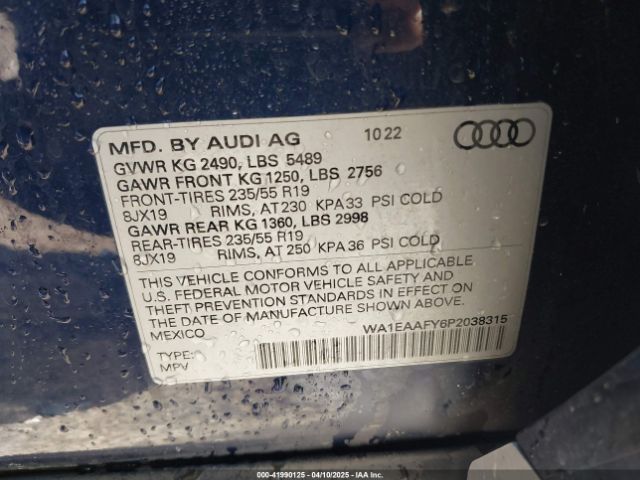 MFD. BY AUDI AG 10 22
GVWR KG 2490, LBS 5489
GAWR FRONT KG 1250, LBS 2756
FRONT-TIRES 235/55 R19
8JX19 RIMS, AT 230 KPA 33 PSI COLD
GAWR REAR KG 1360, LBS 2998
REAR-TIRES 235/55 R19
8JX19 RIMS, AT 250 KPA 36 PSI COLD
THIS VEHICLE CONFORMS TO ALL APPLICABLE
U.S. FEDERAL MOTOR VEHICLE SAFETY AND
THEFT PREVENTION STANDARDS IN EFFECT ON
THE DATE OF MANUFACTURE SHOWN ABOVE.
MEXICO
WA1EAAFY6P2038315
TYPE:
MPV
000-41990125 - 04/10/2025 - IAAI.COM